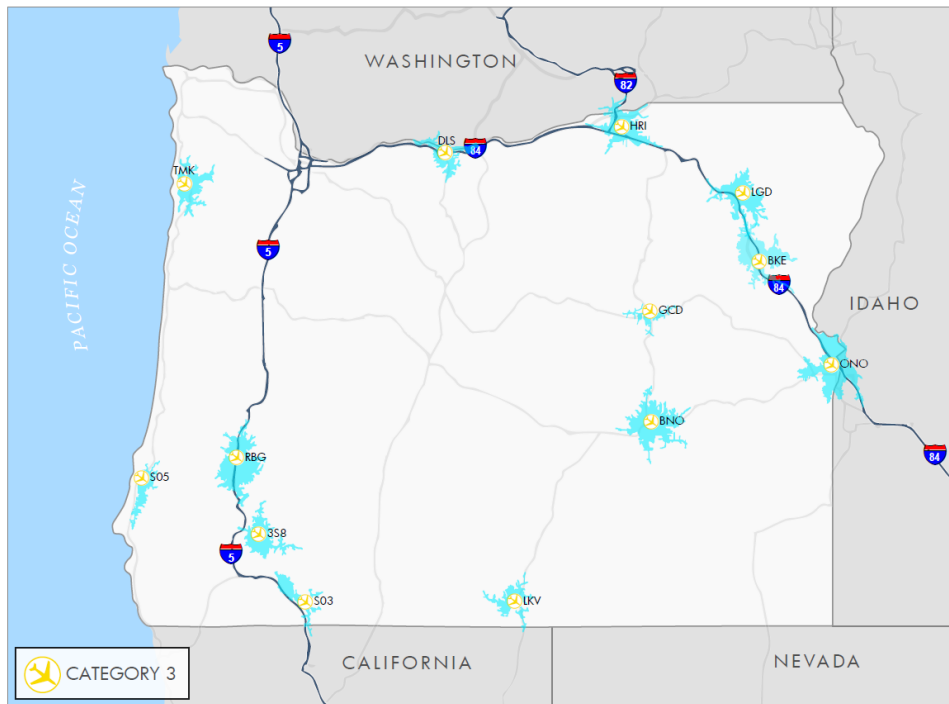 5
WASHINGTON
82
HRI
DLS
84
TMK
LGD
5
BKE
84
PACIFIC OCEAN
IDAHO
GCD
ONO
BNO
RBG
84
S05
3S8
5
S03
LKV
CALIFORNIA
NEVADA
CATEGORY 3